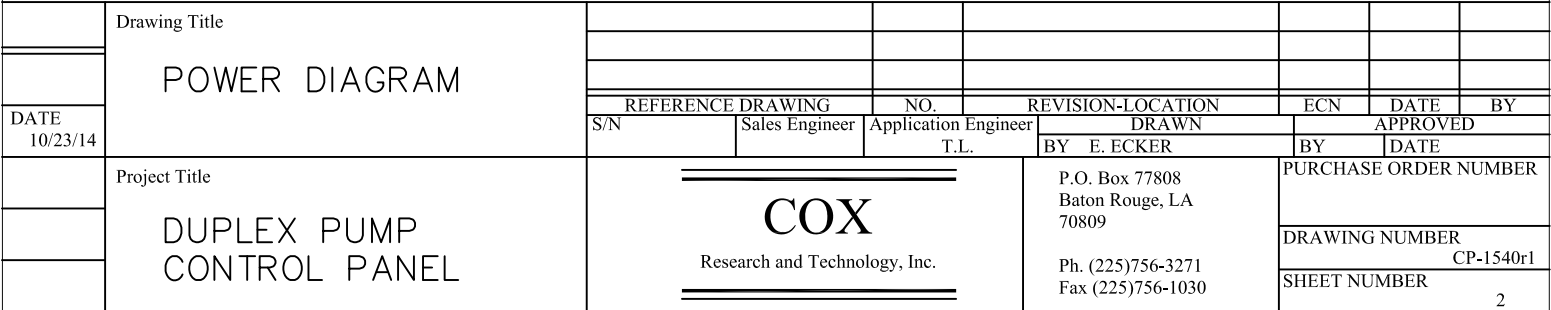 Drawing Title
POWER DIAGRAM
DATE
10/23/14
REFERENCE DRAWING NO. REVISION-LOCATION ECN DATE BY
S/N Sales Engineer Application Engineer DRAWN APPROVED
T.L. BY E. ECKER BY DATE
Project Title
DUPLEX PUMP
CONTROL PANEL
COX
Research and Technology, Inc.
P.O. Box 77808
Baton Rouge, LA
70809
Ph. (225)756-3271
Fax (225)756-1030
PURCHASE ORDER NUMBER
DRAWING NUMBER
CP-1540r1
SHEET NUMBER
2